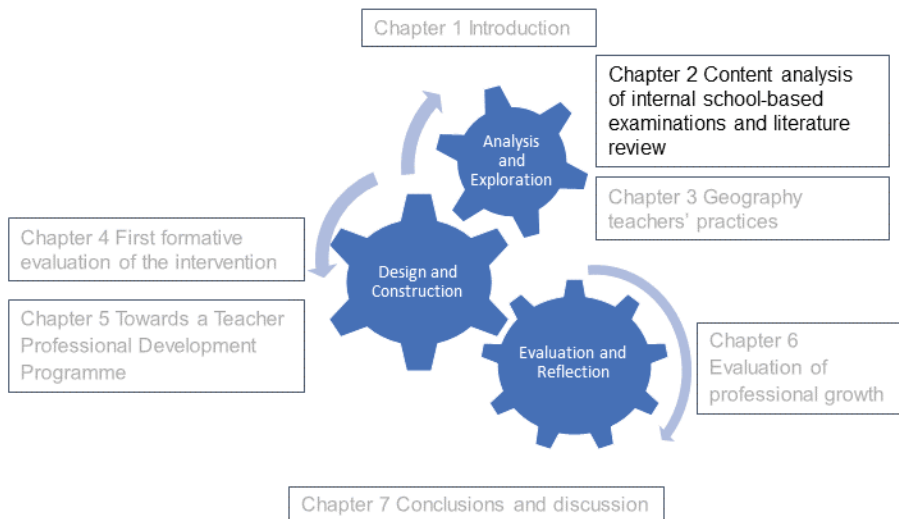 Chapter 1 Introduction
Chapter 2 Content analysis
of internal school-based
examinations and literature
review
Analysis
and
Exploration
Chapter 3 Geography
teachers' practices
Chapter 4 First formative
evaluation of the intervention
Design and
Construction
Chapter 5 Towards a Teacher
Professional Development
Programme
Evaluation and
Reflection
Chapter 6
Evaluation of
professional growth
Chapter 7 Conclusions and discussion